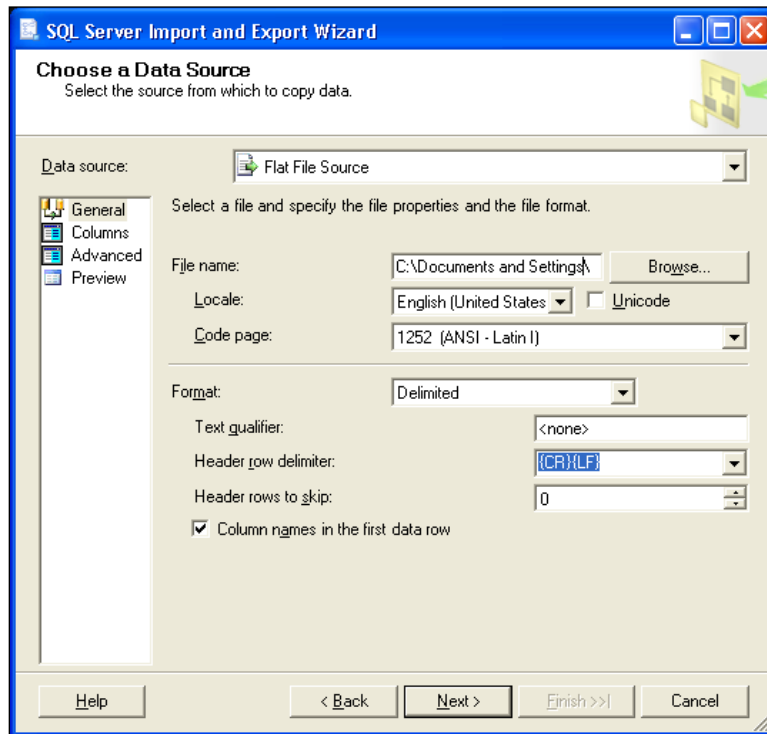 SQL Server Import and Export Wizard
Choose a Data Source
Select the source from which to copy data.
Data source: Flat File Source
General
Columns
Advanced
Preview
Select a file and specify the file properties and the file format.
File name: C:\Documents and Settings\ Browse...
Locale: English (United States Unicode
Code page: 1252 (ANSI - Latin I)
Format: Delimited
Text qualifier: <none>
Header row delimiter: {CR}{LF}
Header rows to skip: 0
Column names in the first data row
Help < Back Next > Finish >>| Cancel